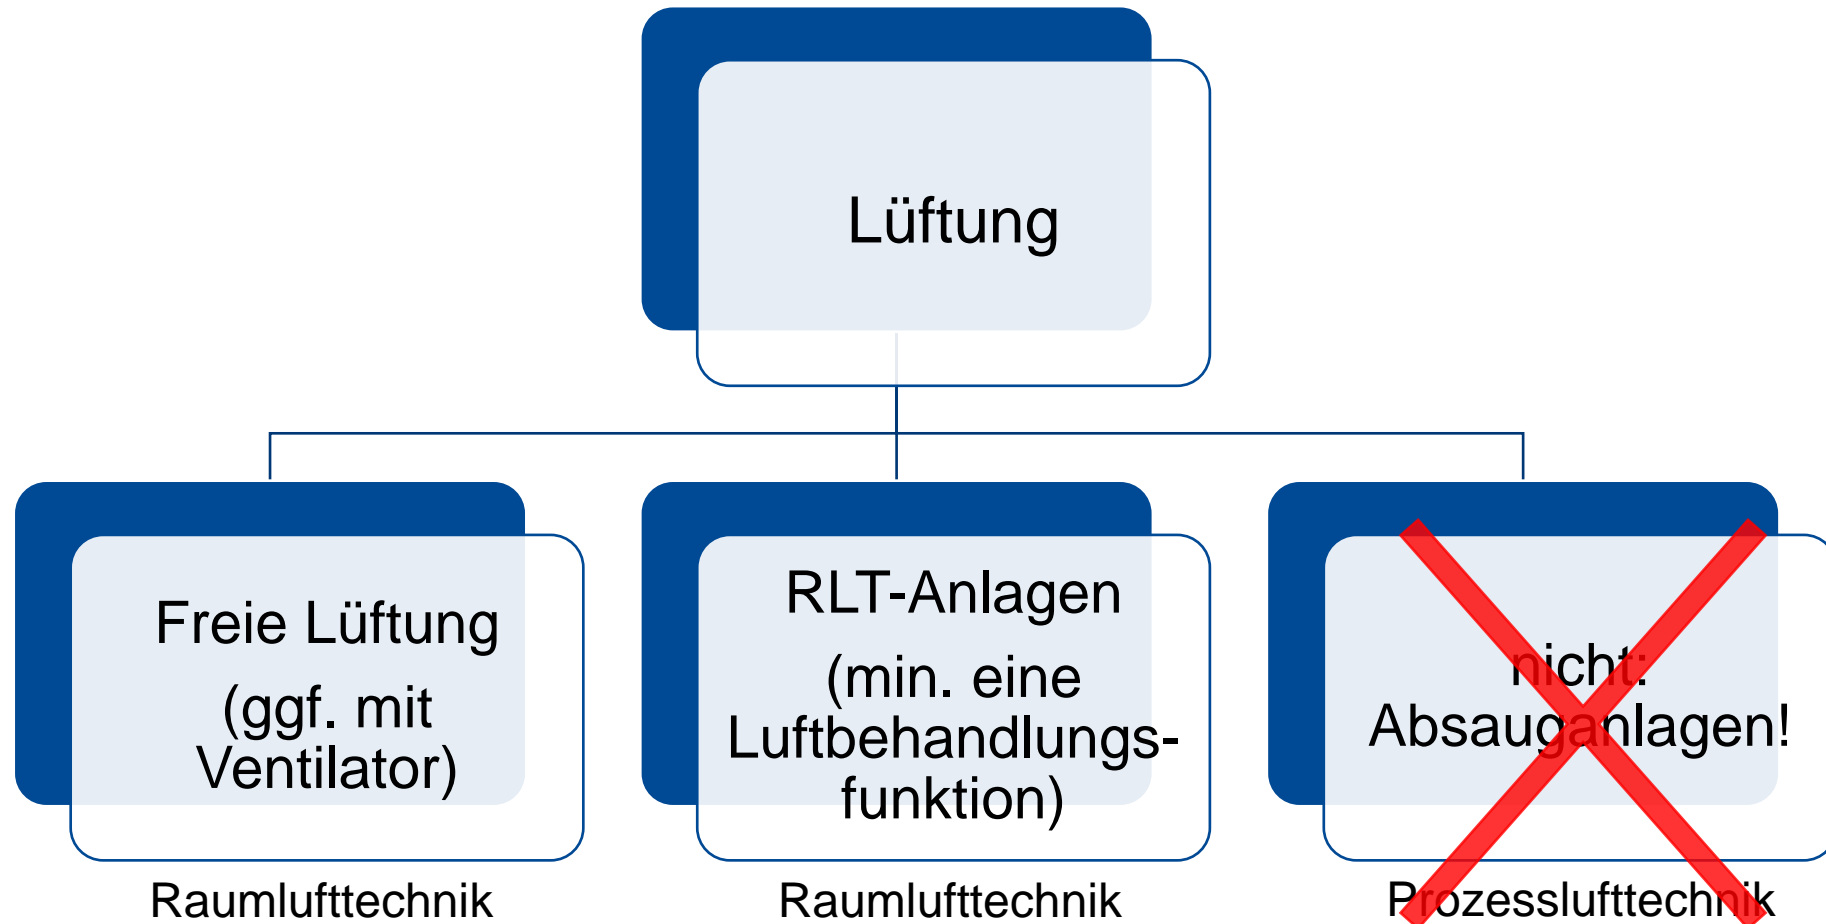 Lüftung
Freie Lüftung
(ggf. mit
Ventilator)
RLT-Anlagen
(min. eine
Luftbehandlungs-
funktion)
nicht:
Absauganlagen!
Raumlufttechnik
Raumlufttechnik
Prozesslufttechnik